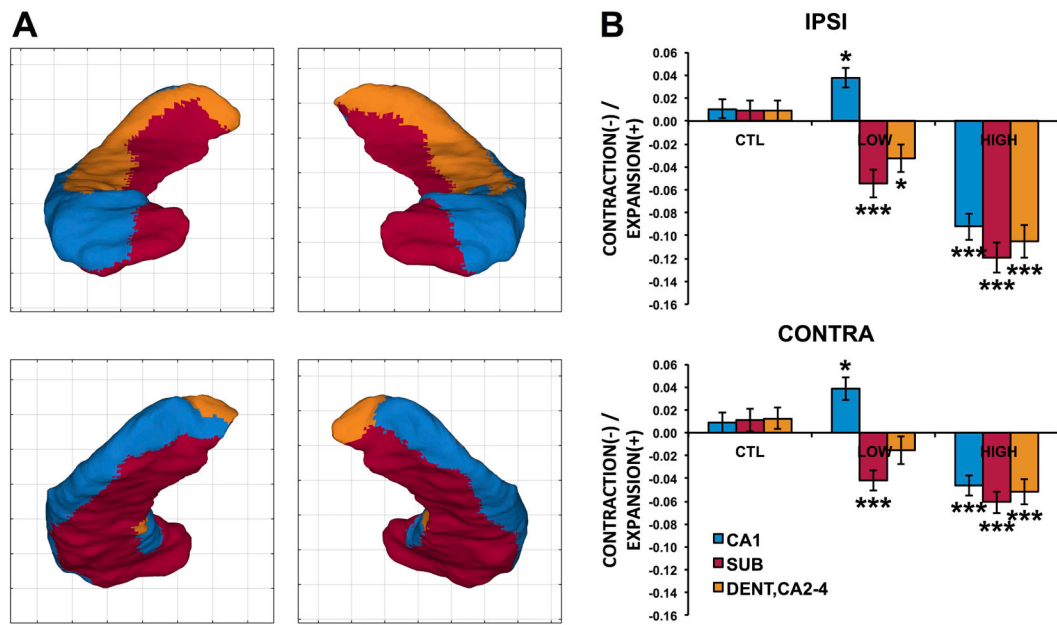 A
B
IPSI
CONTRACTION(-) /
EXPANSION(+)
0.06
0.04
0.02
0.00
-0.02
-0.04
-0.06
-0.08
-0.10
-0.12
-0.14
-0.16
*
CTL
LOW
HIGH
***
*
***
***
***
CONTRA
CONTRACTION(-) /
EXPANSION(+)
0.06
0.04
0.02
0.00
-0.02
-0.04
-0.06
-0.08
-0.10
-0.12
-0.14
-0.16
*
CTL
LOW
HIGH
***
***
***
***
CA1
SUB
DENT,CA2-4